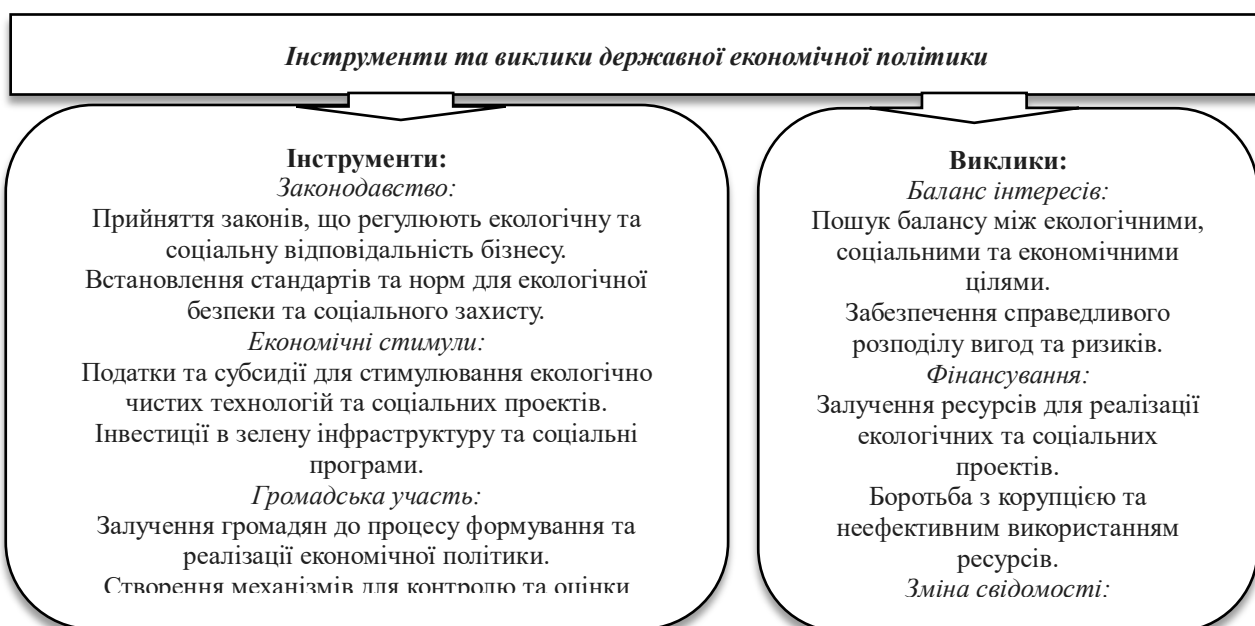 Інструменти та виклики державної економічної політики
Інструменти:
Законодавство:
Прийняття законів, що регулюють екологічну та
соціальну відповідальність бізнесу.
Встановлення стандартів та норм для екологічної
безпеки та соціального захисту.
Економічні стимули:
Податки та субсидії для стимулювання екологічно
чистих технологій та соціальних проектів.
Інвестиції в зелену інфраструктуру та соціальні
програми.
Громадська участь:
Залучення громадян до процесу формування та
реалізації економічної політики.
Створення механізмів для контролю та оцінки
Виклики:
Баланс інтересів:
Пошук балансу між екологічними,
соціальними та економічними
цілями.
Забезпечення справедливого
розподілу вигод та ризиків.
Фінансування:
Залучення ресурсів для реалізації
екологічних та соціальних
проектів.
Боротьба з корупцією та
неефективним використанням
ресурсів.
Зміна свідомості: